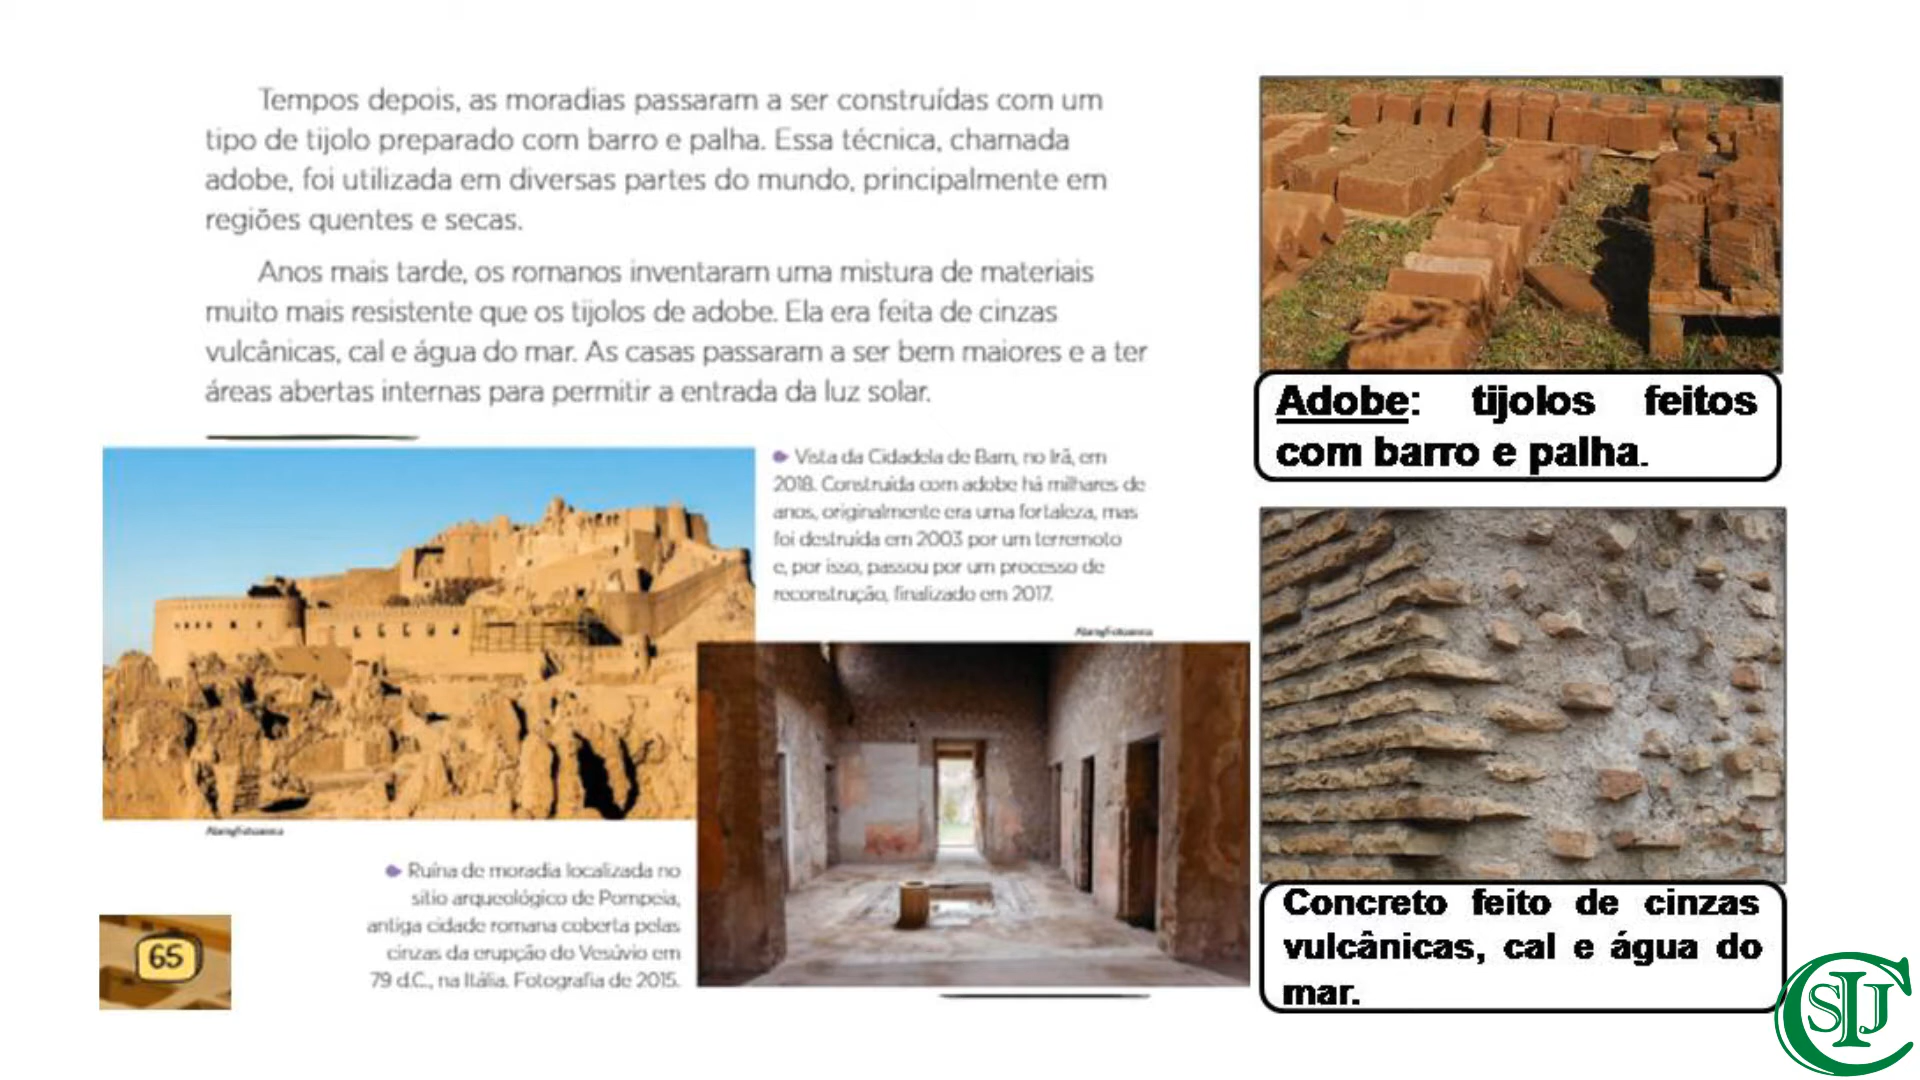 Tempos depois, as moradias passaram a ser construídas com um
tipo de tijolo preparado com barro e palha. Essa técnica, chamada
adobe, foi utilizada em diversas partes do mundo, principalmente em
regiões quentes e secas.
Anos mais tarde, os romanos inventaram uma mistura de materiais
muito mais resistente que os tijolos de adobe. Ela era feita de cinzas
vulcânicas, cal e água do mar. As casas passaram a ser bem maiores e a ter
áreas abertas internas para permitir a entrada da luz solar.
Vista da Cidadela de Bam, no Irã, em
2018. Construída com adobe há milhares de
anos, originalmente era uma fortaleza, mas
foi destruída em 2003 por um terremoto
e, por isso, passou por um processo de
reconstrução, finalizado em 2017.
Ruína de moradia localizada no
sítio arqueológico de Pompeia,
antiga cidade romana coberta pelas
cinzas da erupção do Vesúvio em
79 d.C., na Itália. Fotografia de 2015.
65
Adobe: tijolos feitos
com barro e palha.
Concreto feito de cinzas
vulcânicas, cal e água do
mar.